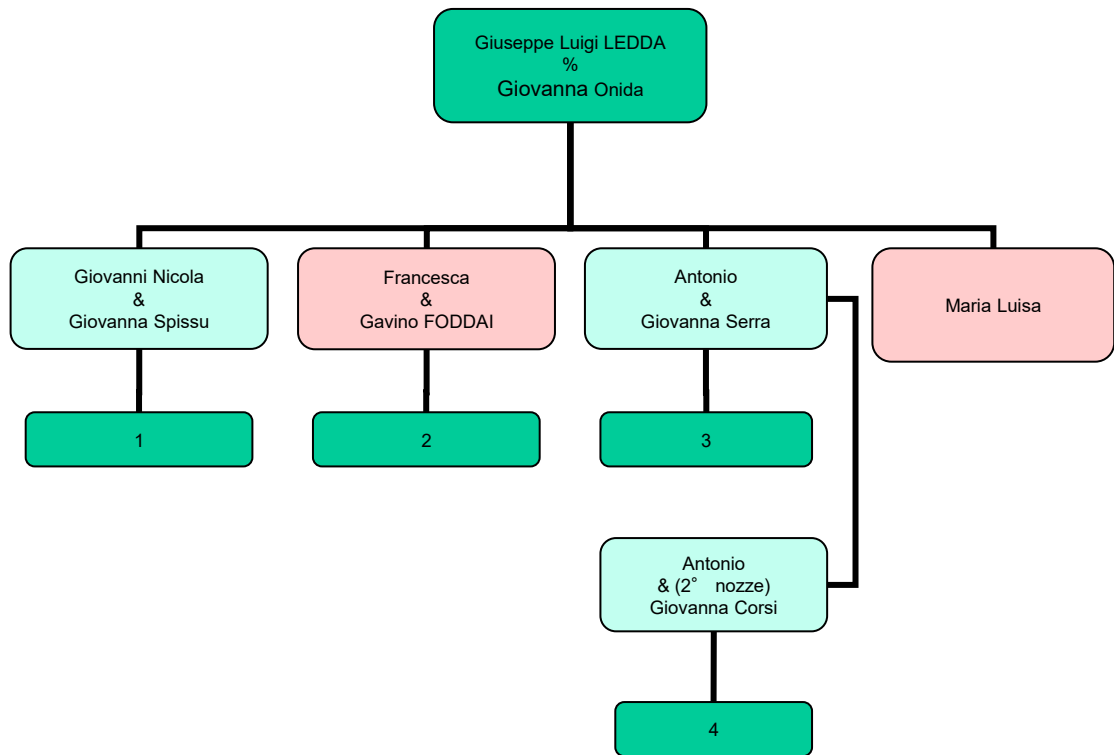 Giuseppe Luigi LEDDA
%
Giovanna Onida
Giovanni Nicola
&
Giovanna Spissu
Francesca
&
Gavino FODDAI
Antonio
&
Giovanna Serra
Maria Luisa
1
2
3
Antonio
& (2° nozze)
Giovanna Corsi
4